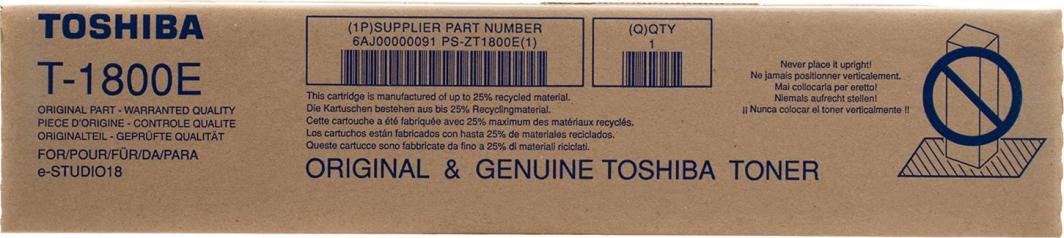 TOSHIBA
T-1800E
ORIGINAL PART - WARRANTED QUALITY
PIECE D'ORIGINE - CONTROLE QUALITE
ORIGINALTEIL - GEPRÜFTE QUALITÄT
FOR/POUR/FÜR/DA/PARA
e-STUDIO18
(1P)SUPPLIER PART NUMBER
6AJ00000091 PS-ZT1800E(1)
(Q)QTY
1
This cartridge is manufactured of up to 25% recycled material.
Die Kartuschen bestehen aus bis 25% Recyclingmaterial.
Cette cartouche a été fabriquée avec 25% maximum des matériaux recyclés.
Los cartuchos están fabricados con hasta 25% de materiales reciclados.
Queste cartucce sono fabbricate da fino a 25% di materiali riciclati.
ORIGINAL & GENUINE TOSHIBA TONER
Never place it upright!
Ne jamais positionner verticalement.
Mai collocarla per eretto!
Niemals aufrecht stellen!
¡¡ Nunca colocar el toner verticalmente !!